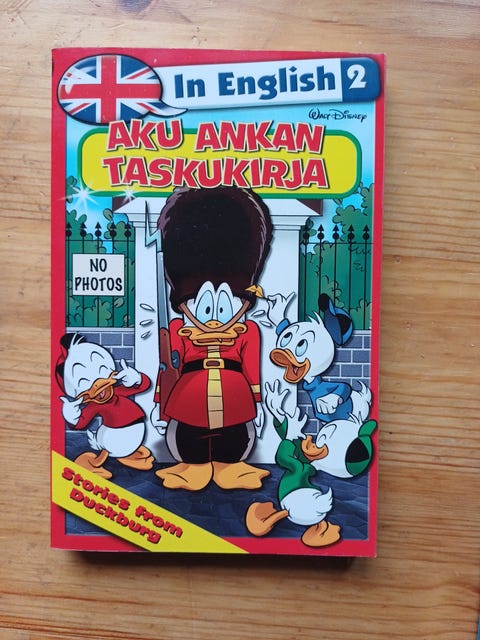 In English 2
WALT DISNEY
AKU ANKAN
TASKUKIRJA
NO
PHOTOS
Stories from
Duckburg